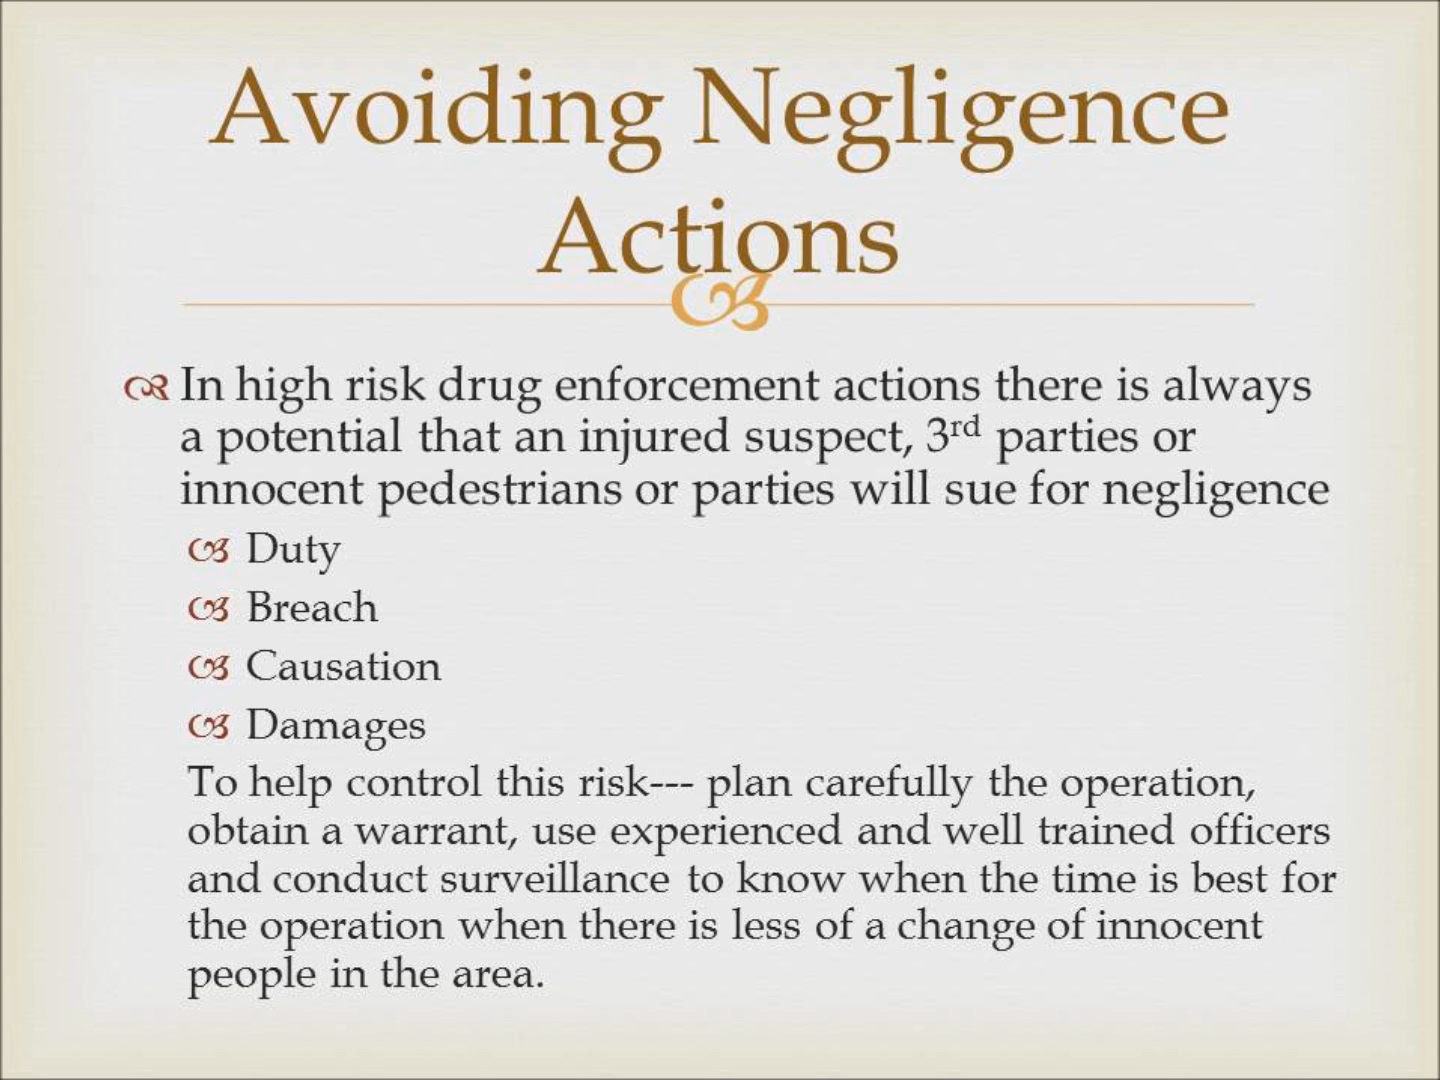 Avoiding Negligence
Actions
In high risk drug enforcement actions there is always
a potential that an injured suspect, 3rd parties or
innocent pedestrians or parties will sue for negligence
Duty
Breach
Causation
Damages
To help control this risk--- plan carefully the operation,
obtain a warrant, use experienced and well trained officers
and conduct surveillance to know when the time is best for
the operation when there is less of a change of innocent
people in the area.